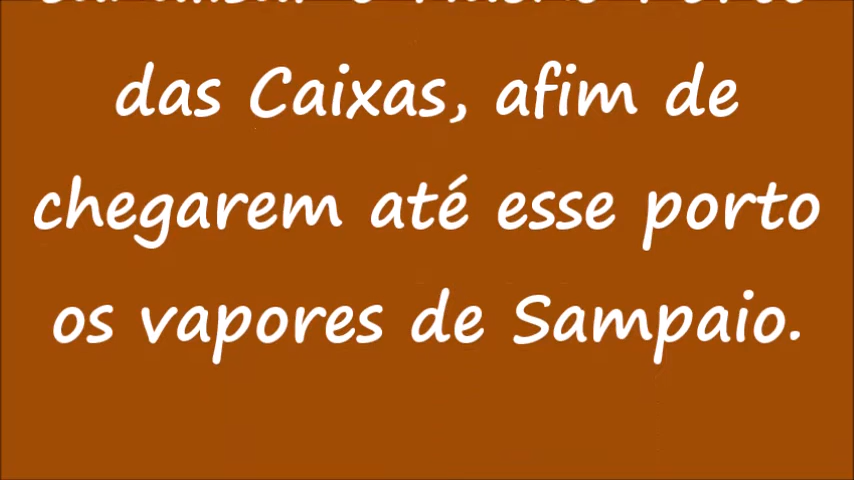 das Caixas, afim de
chegarem até esse porto
os vapores de Sampaio.